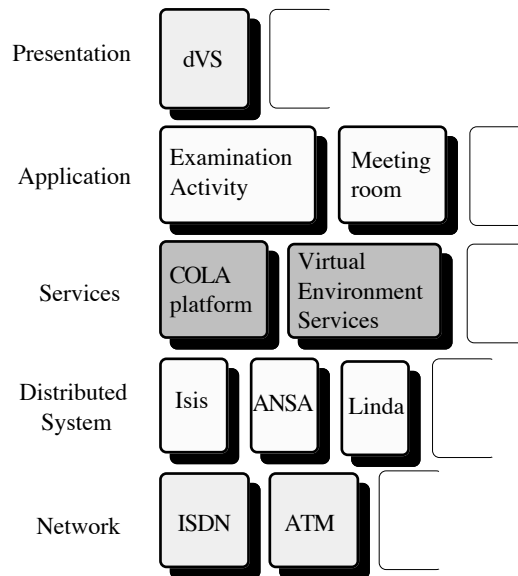 Presentation
dVS
Application
Examination
Activity
Meeting
room
Services
COLA
platform
Virtual
Environment
Services
Distributed
System
Isis
ANSA
Linda
Network
ISDN
ATM